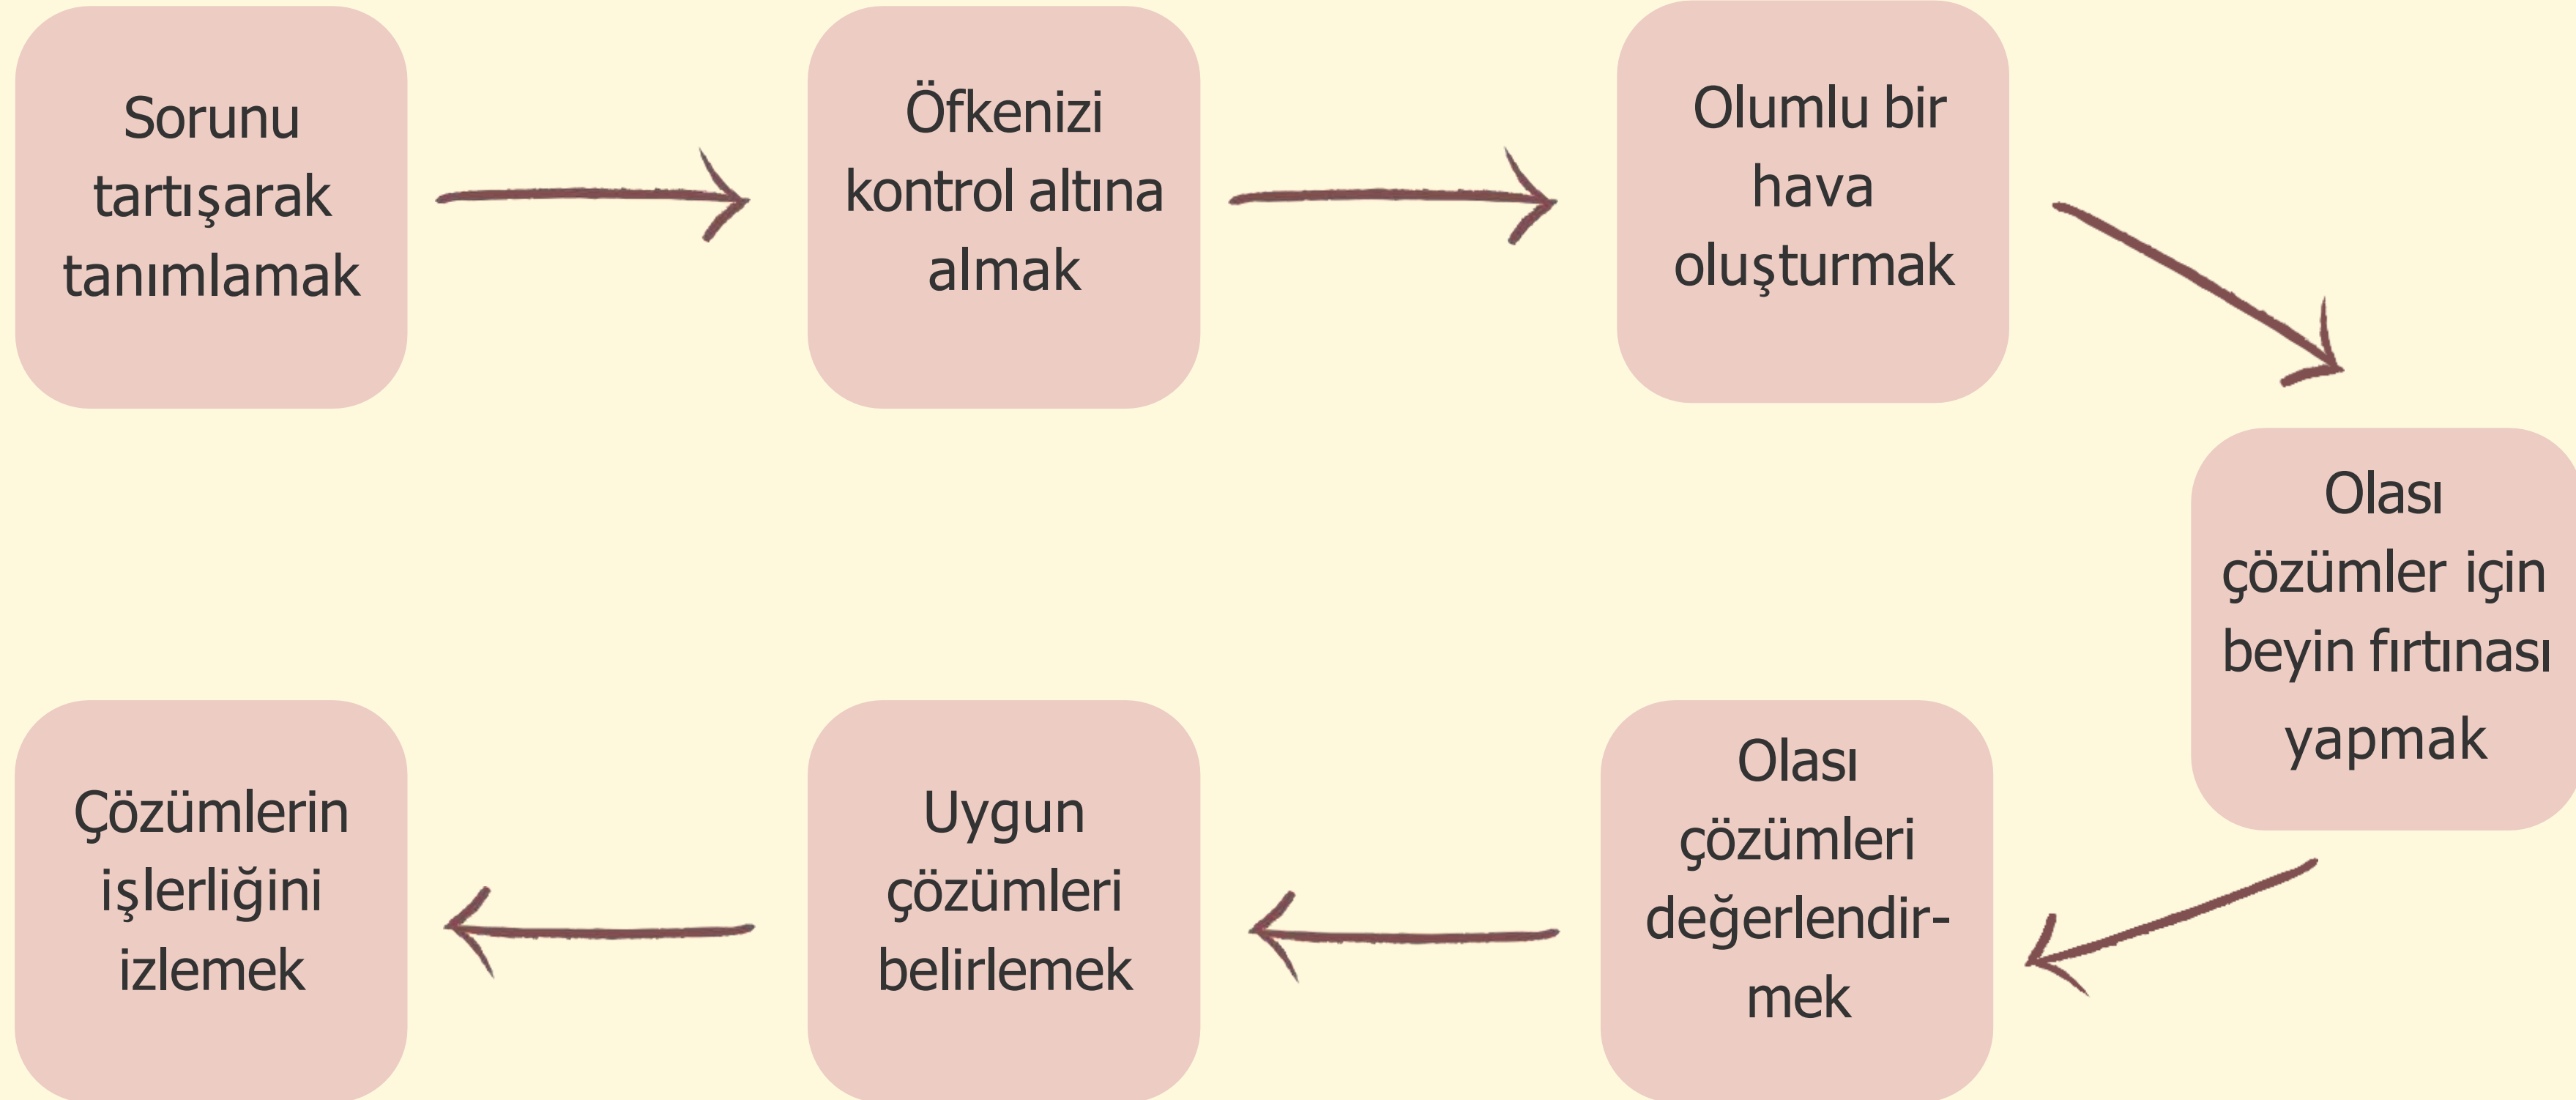 Sorunu
tartışarak
tanımlamak
Öfkenizi
kontrol altına
almak
Olumlu bir
hava
oluşturmak
Olası
çözümler için
beyin fırtınası
yapmak
Olası
çözümleri
değerlendir-
mek
Uygun
çözümleri
belirlemek
Çözümlerin
işlerliğini
izlemek